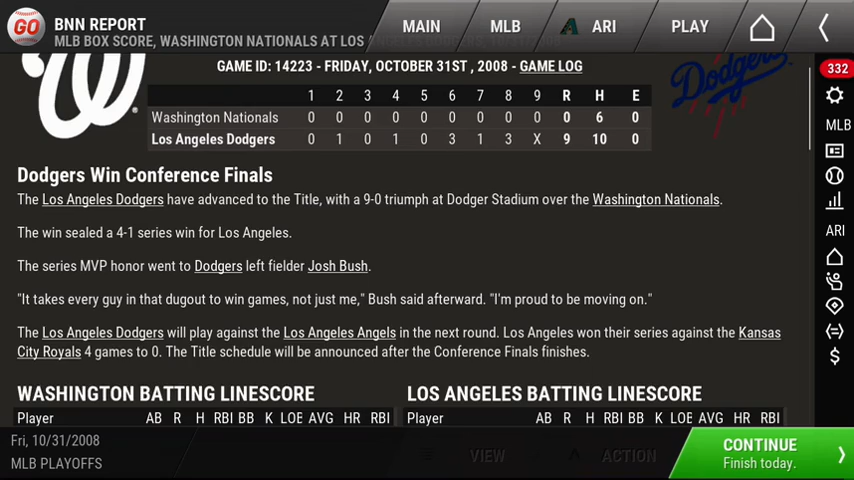 BNN REPORT
MLB BOX SCORE, WASHINGTON NATIONALS AT LOS ANGELES DODGERS, 10/31/2008
MAIN
MLB
ARI
PLAY
GAME ID: 14223 - FRIDAY, OCTOBER 31ST , 2008 - GAME LOG
Dodgers
332
1 2 3 4 5 6 7 8 9 R H E
Washington Nationals 0 0 0 0 0 0 0 0 0 0 6 0
Los Angeles Dodgers 0 1 0 1 0 3 1 3 X 9 10 0
MLB
Dodgers Win Conference Finals
The Los Angeles Dodgers have advanced to the Title, with a 9-0 triumph at Dodger Stadium over the Washington Nationals.
The win sealed a 4-1 series win for Los Angeles.
ARI
The series MVP honor went to Dodgers left fielder Josh Bush.
"It takes every guy in that dugout to win games, not just me," Bush said afterward. "I'm proud to be moving on."
The Los Angeles Dodgers will play against the Los Angeles Angels in the next round. Los Angeles won their series against the Kansas
City Royals 4 games to 0. The Title schedule will be announced after the Conference Finals finishes.
WASHINGTON BATTING LINESCORE
Player AB R H RBI BB K LOB AVG HR RBI
LOS ANGELES BATTING LINESCORE
Player AB R H RBI BB K LOB AVG HR RBI
Fri, 10/31/2008
MLB PLAYOFFS
VIEW
ACTION
CONTINUE
Finish today.